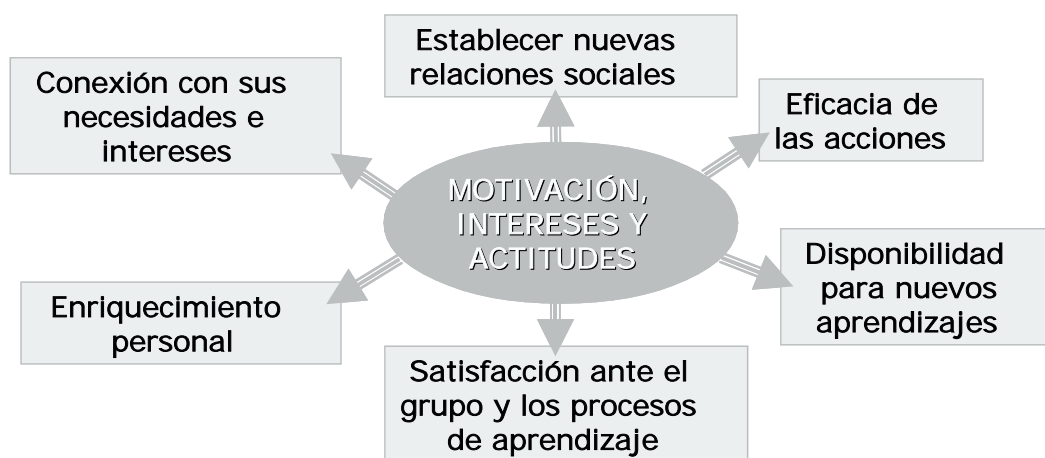 Establecer nuevas
relaciones sociales
Conexión con sus
necesidades e
intereses
Eficacia de
las acciones
MOTIVACIÓN,
INTERESES Y
ACTITUDES
Disponibilidad
para nuevos
aprendizajes
Enriquecimiento
personal
Satisfacción ante el
grupo y los procesos
de aprendizaje